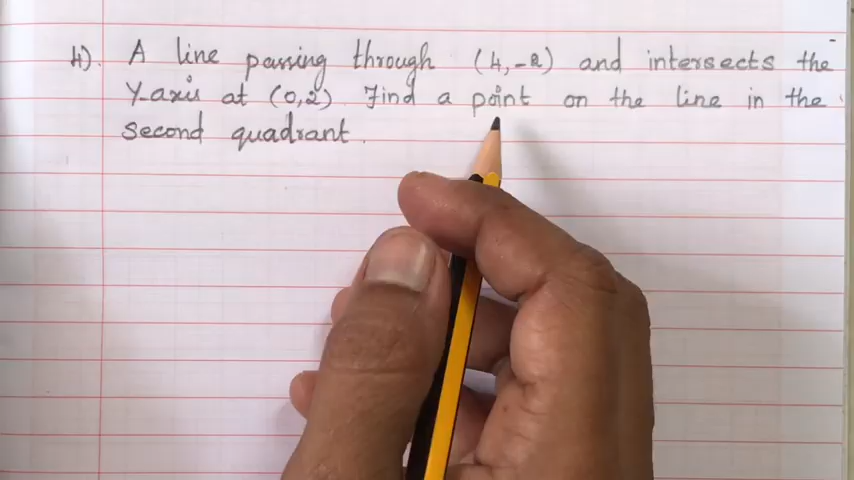 4). A line passing through (4,-2) and intersects the
Y-axis at (0,2). Find a point on the line in the
second quadrant.